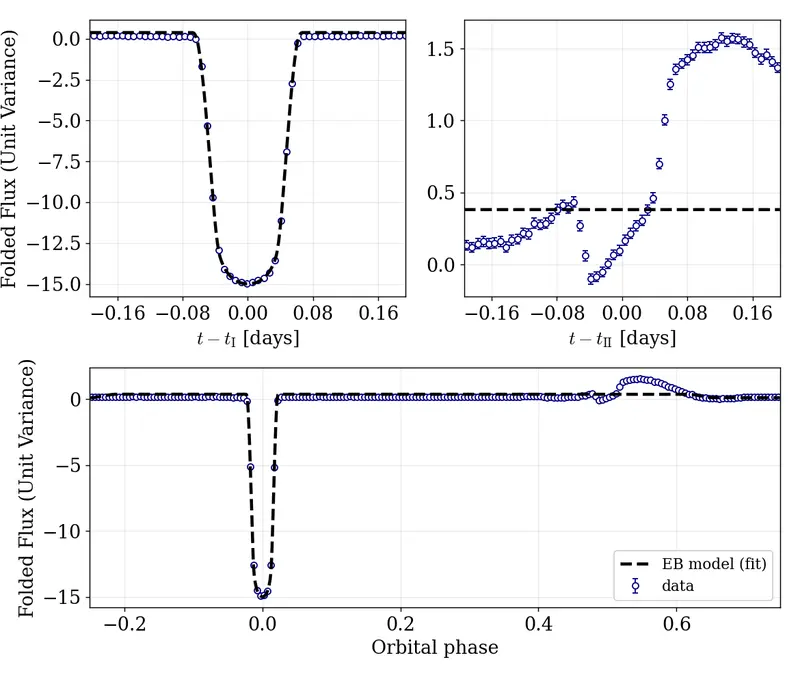 Folded Flux (Unit Variance)
0.0
−2.5
−5.0
−7.5
−10.0
−12.5
−15.0
−0.16 −0.08 0.00 0.08 0.16
t − tI [days]
1.5
1.0
0.5
0.0
−0.16 −0.08 0.00 0.08 0.16
t − tII [days]
Folded Flux (Unit Variance)
0
−5
−10
−15
EB model (fit)
data
−0.2 0.0 0.2 0.4 0.6
Orbital phase